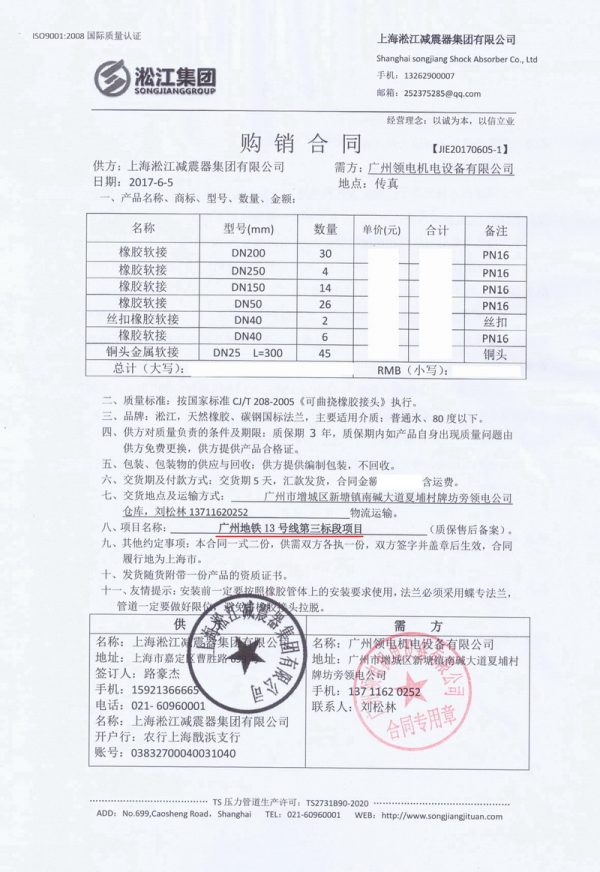 ISO9001:2008 国际质量认证
上海淞江减震器集团有限公司
Shanghai songjiang Shock Absorber Co., Ltd
手机：13262900007
邮箱：252375285@qq.com
淞江集团
SONGJIANGGROUP
经营理念：以诚为本，以信立业
购销合同
【JIE20170605-1】
供方：上海淞江减震器集团有限公司 需方：广州领电机电设备有限公司
日期：2017-6-5 地点：传真
一、产品名称、商标、型号、数量、金额：
名称 型号(mm) 数量 单价(元) 合计 备注
橡胶软接 DN200 30 PN16
橡胶软接 DN250 4 PN16
橡胶软接 DN150 14 PN16
橡胶软接 DN50 26 PN16
丝扣橡胶软接 DN40 2 丝扣
橡胶软接 DN40 6 PN16
铜头金属软接 DN25 L=300 45 铜头
总计（大写）： RMB（小写）：
二、质量标准：按国家标准 CJ/T 208-2005《可曲挠橡胶接头》执行。
三、品牌：淞江，天然橡胶、碳钢国标法兰，主要适用介质：普通水、80 度以下。
四、供方对质量负责的条件及期限：质保期 3 年，质保期内如产品自身出现质量问题由
供方免费更换，供方提供产品合格证。
五、包装、包装物的供应与回收：供方提供编制包装，不回收。
六、交货期及付款方式：交货期 5 天，汇款发货，合同金额 含运费。
七、交货地点及运输方式： 广州市增城区新塘镇南碱大道夏埔村牌坊旁领电公司
仓库，刘松林 13711620252 物流运输。
八、项目名称： 广州地铁 13 号线第三标段项目 （质保售后备案）。
九、其他约定事项：本合同一式二份，供需双方各执一份，双方签字并盖章后生效，合同
履行地为上海市。
十、发货随货附带一份产品的资质证书。
十一、友情提示：安装前一定要按照橡胶管体上的安装要求使用，法兰必须采用蝶专法兰，
管道一定要做好限位，避免将橡胶接头拉脱。
供 需方
名称：上海淞江减震器集团有限公司
地址：上海市嘉定区曹胜路
签订人：路豪杰
手机：15921366665
电话：021- 60960001
名称：上海淞江减震器集团有限公司
开户行：农行上海戬浜支行
账号：03832700040031040
名称：广州领电机电设备有限公司
地址：广州市增城区新塘镇南碱大道夏埔村
牌坊旁领电公司
手机：137 1162 0252
联系人：刘松林
上海淞江减震器集团有限公司
合同专用章
TS 压力管道生产许可：TS2731B90-2020
ADD：No.699,Caosheng Road，Shanghai TEL：021-60960001 WEB：http://www.songjiangjituan.com